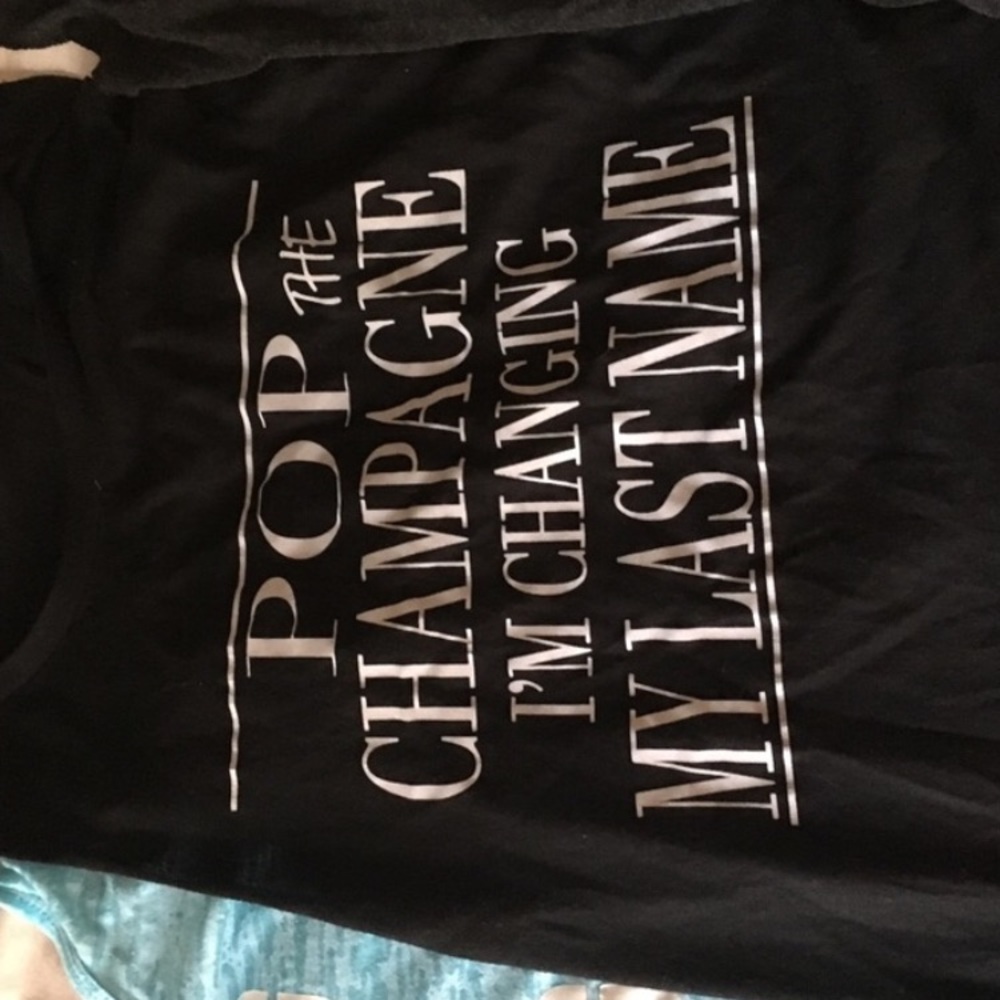 POP THE
CHAMPAGNE
I'M CHANGING
MY LAST NAME